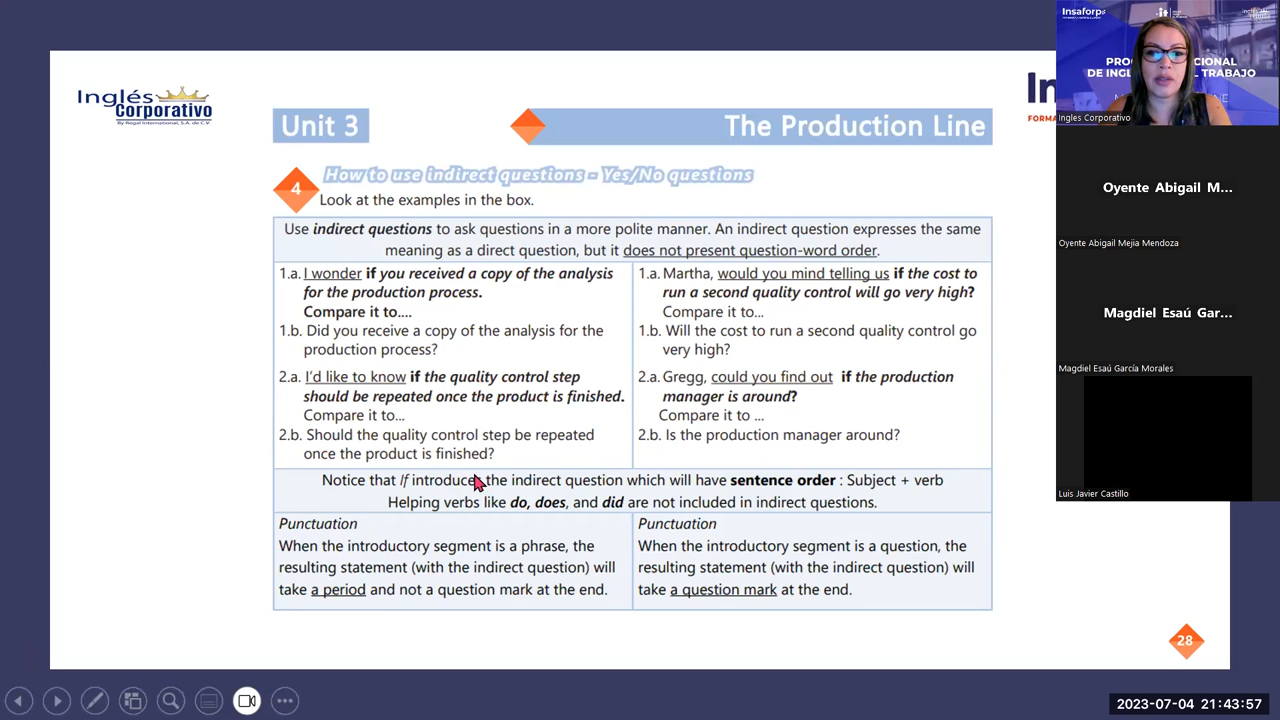 Inglés
Corporativo
By Regal International, S.A. de C.V.
Unit 3
The Production Line
4
How to use indirect questions - Yes/No questions
Look at the examples in the box.
Use indirect questions to ask questions in a more polite manner. An indirect question expresses the same
meaning as a direct question, but it does not present question-word order.
1.a. I wonder if you received a copy of the analysis
for the production process.
Compare it to....
1.b. Did you receive a copy of the analysis for the
production process?
2.a. I'd like to know if the quality control step
should be repeated once the product is finished.
Compare it to...
2.b. Should the quality control step be repeated
once the product is finished?
1.a. Martha, would you mind telling us if the cost to
run a second quality control will go very high?
Compare it to...
1.b. Will the cost to run a second quality control go
very high?
2.a. Gregg, could you find out if the production
manager is around?
Compare it to ...
2.b. Is the production manager around?
Notice that If introduces the indirect question which will have sentence order : Subject + verb
Helping verbs like do, does, and did are not included in indirect questions.
Punctuation
When the introductory segment is a phrase, the
resulting statement (with the indirect question) will
take a period and not a question mark at the end.
Punctuation
When the introductory segment is a question, the
resulting statement (with the indirect question) will
take a question mark at the end.
28
In
FORMA
Insaforp
PRO CIONAL
DE INGL L TRABAJO
Ingles Corporativo
Oyente Abigail M...
Oyente Abigail Mejia Mendoza
Magdiel Esaú Gar...
Magdiel Esaú García Morales
Luis Javier Castillo
2023-07-04 21:43:57